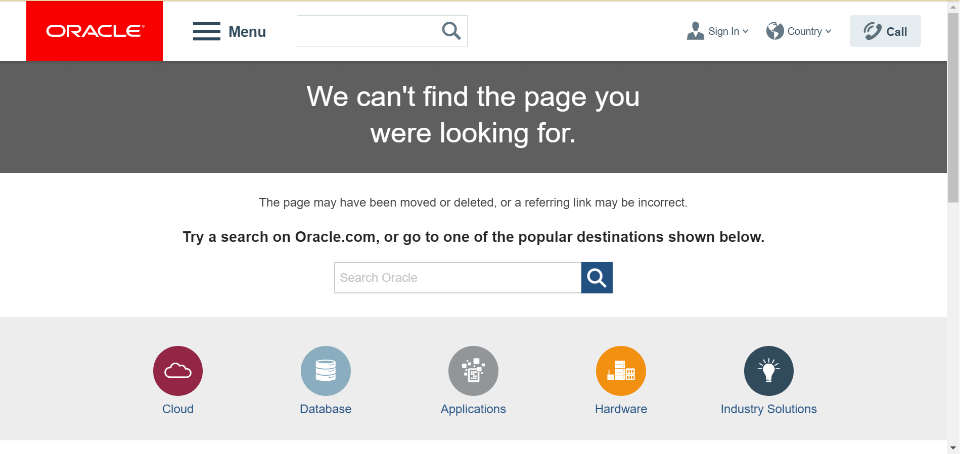 ORACLE®
Menu
Sign In
Country
Call
We can't find the page you
were looking for.
The page may have been moved or deleted, or a referring link may be incorrect.
Try a search on Oracle.com, or go to one of the popular destinations shown below.
Search Oracle
Cloud
Database
Applications
Hardware
Industry Solutions